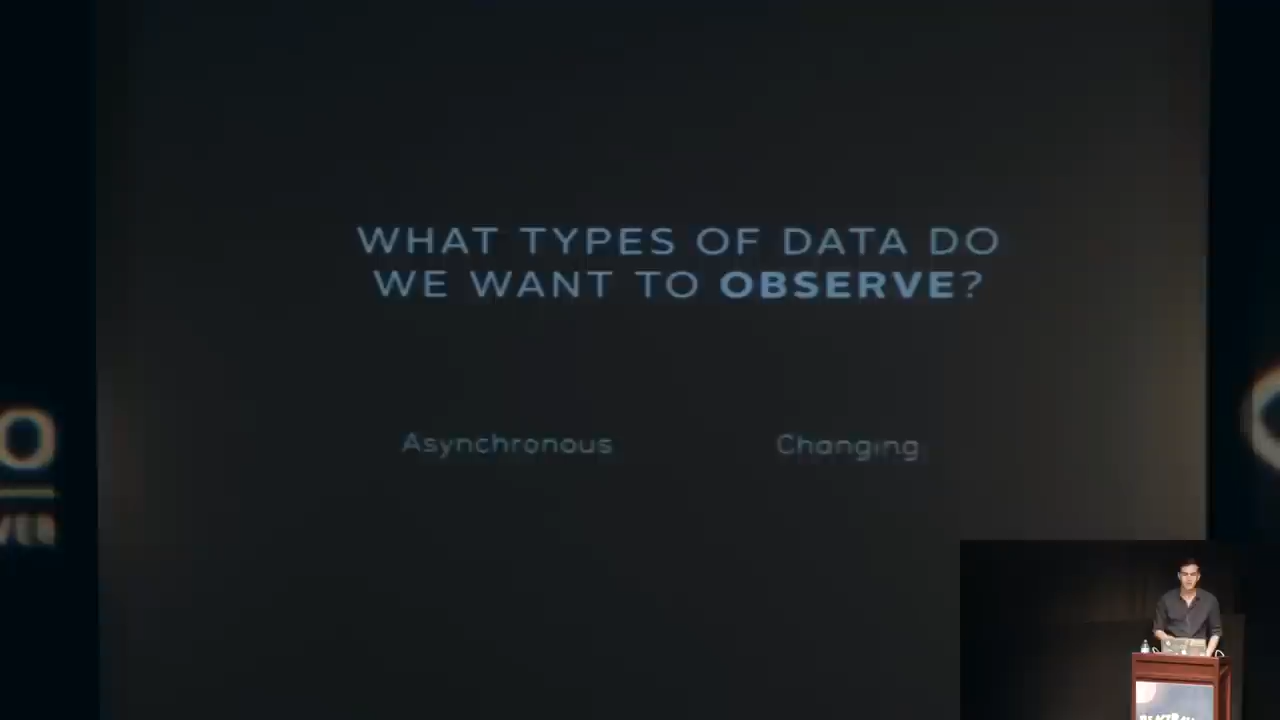 WHAT TYPES OF DATA DO
WE WANT TO OBSERVE?
Asynchronous
Changing